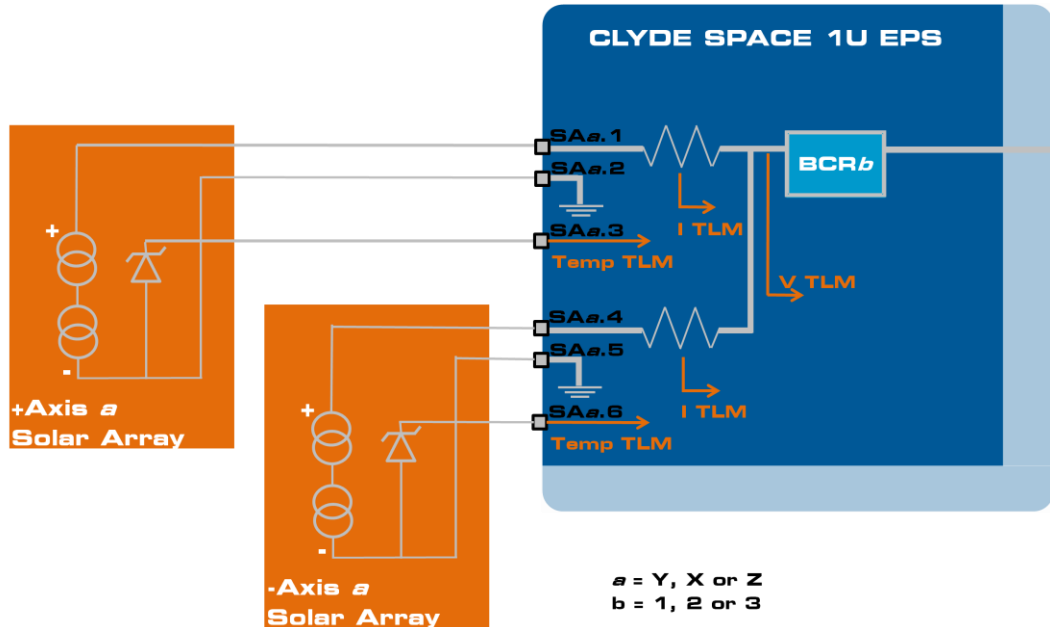 CLYDE SPACE 1U EPS
SAa.1
SAa.2
BCRb
I TLM
SAa.3
Temp TLM
V TLM
+
-
+Axis a
Solar Array
SAa.4
SAa.5
I TLM
SAa.6
Temp TLM
+
-
-Axis a
Solar Array
a = Y, X or Z
b = 1, 2 or 3